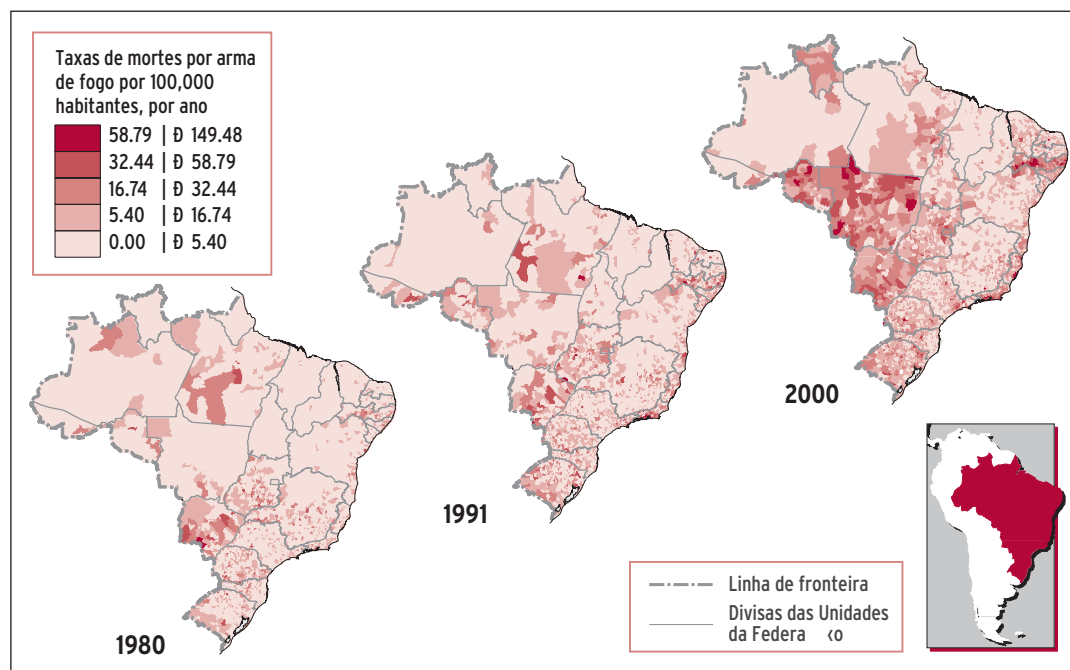 Taxas de mortes por arma
de fogo por 100,000
habitantes, por ano
58.79 | Ð 149.48
32.44 | Ð 58.79
16.74 | Ð 32.44
5.40 | Ð 16.74
0.00 | Ð 5.40
1980
1991
2000
Linha de fronteira
Divisas das Unidades
da Federa ‹o